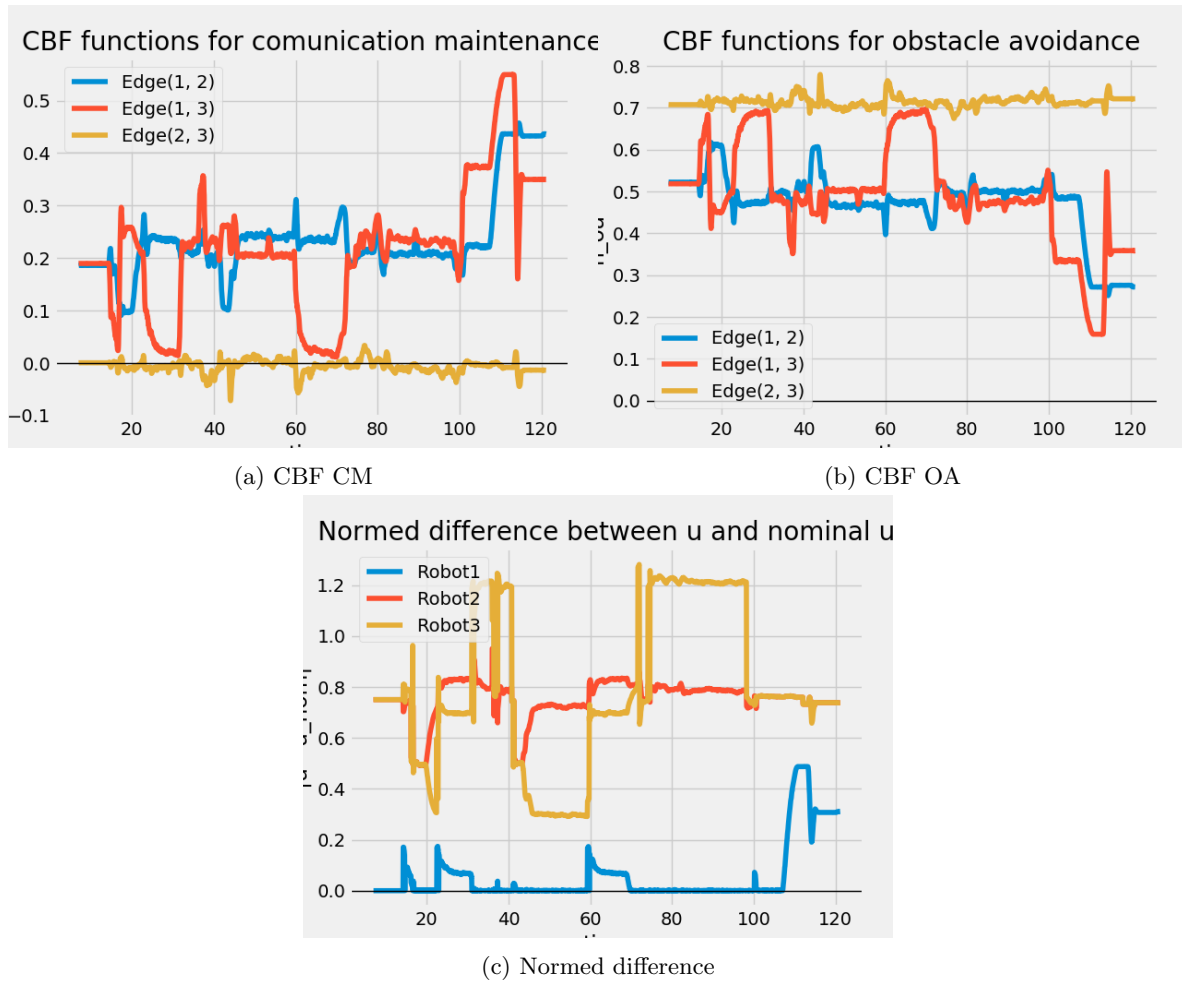 CBF functions for comunication maintenance
Edge(1, 2)
Edge(1, 3)
Edge(2, 3)
0.5
0.4
0.3
0.2
0.1
0.0
−0.1
20 40 60 80 100 120
(a) CBF CM
CBF functions for obstacle avoidance
0.8
0.7
0.6
0.5
0.4
0.3
0.2
0.1
0.0
Edge(1, 2)
Edge(1, 3)
Edge(2, 3)
20 40 60 80 100 120
(b) CBF OA
Normed difference between u and nominal u
Robot1
Robot2
Robot3
1.2
1.0
0.8
0.6
0.4
0.2
0.0
20 40 60 80 100 120
(c) Normed difference